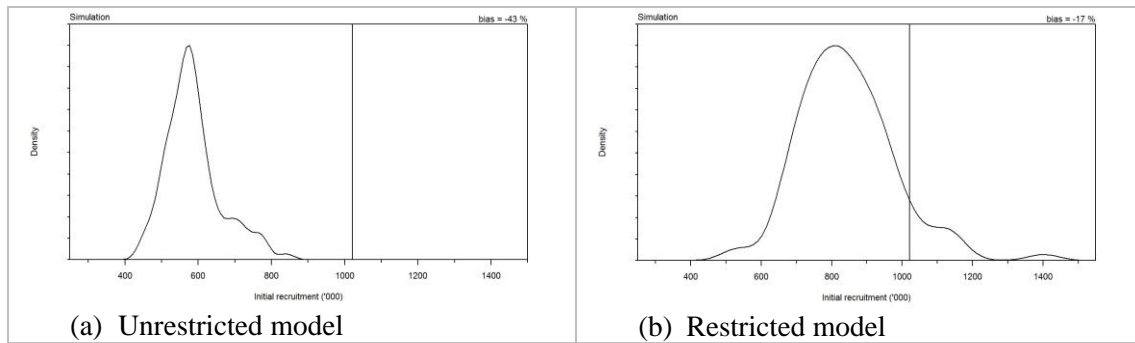 Simulation bias = -43 %
Density
400 600 800 1000 1200 1400
Initial recruitment ('000)
(a) Unrestricted model
Simulation bias = -17 %
Density
400 600 800 1000 1200 1400
Initial recruitment ('000)
(b) Restricted model